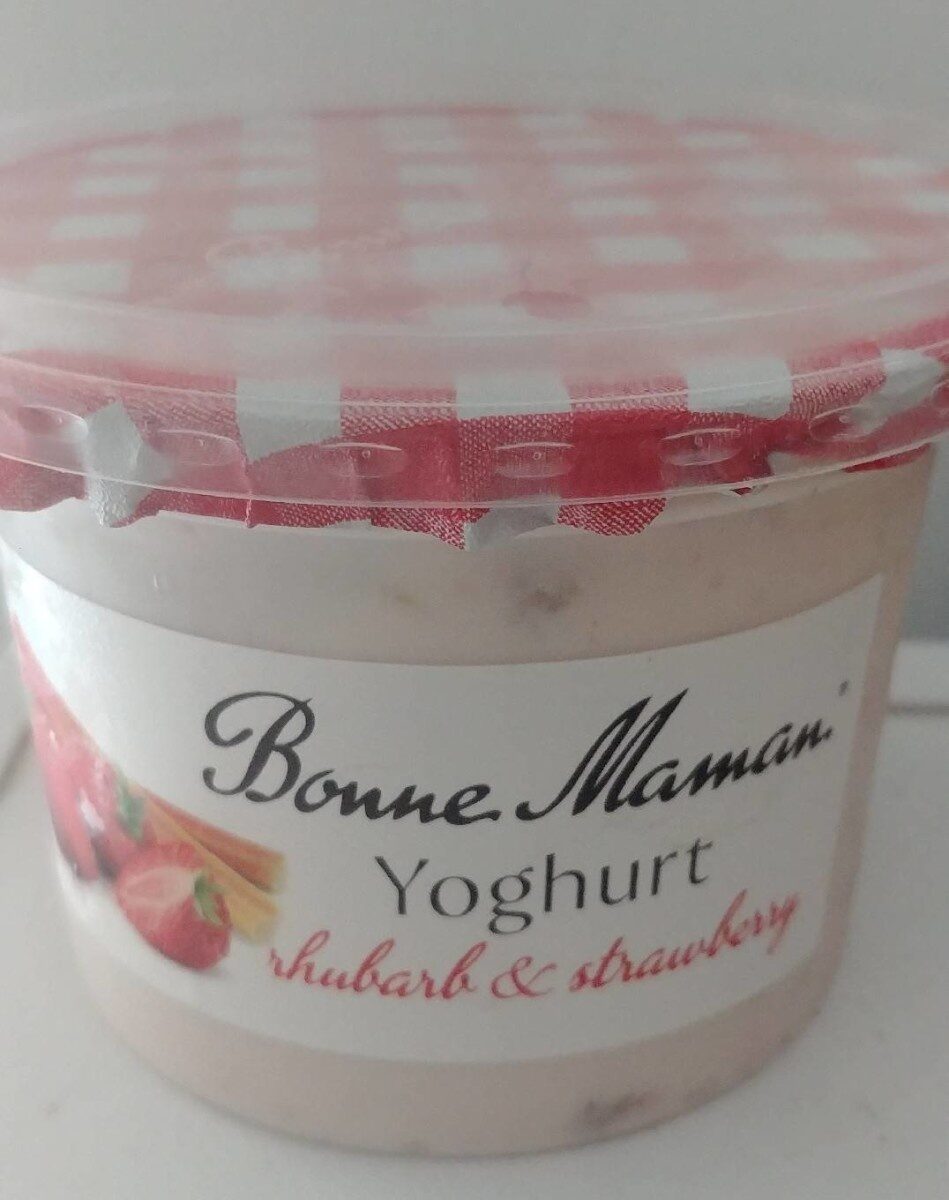 Bonne Maman
Yoghurt
rhubarb & strawberry